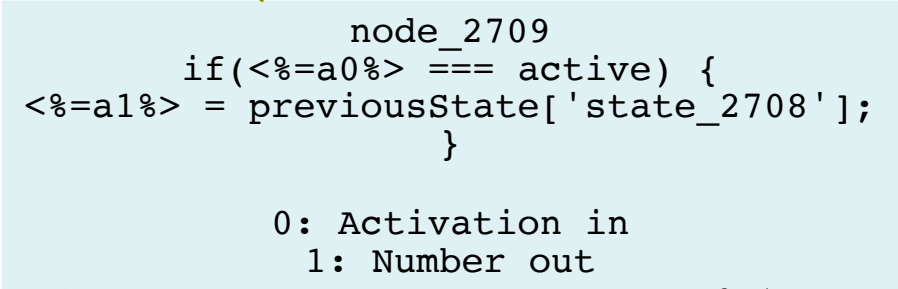 node_2709
if(<%=a0%> === active) {
<%=a1%> = previousState['state_2708'];
}
0: Activation in
1: Number out